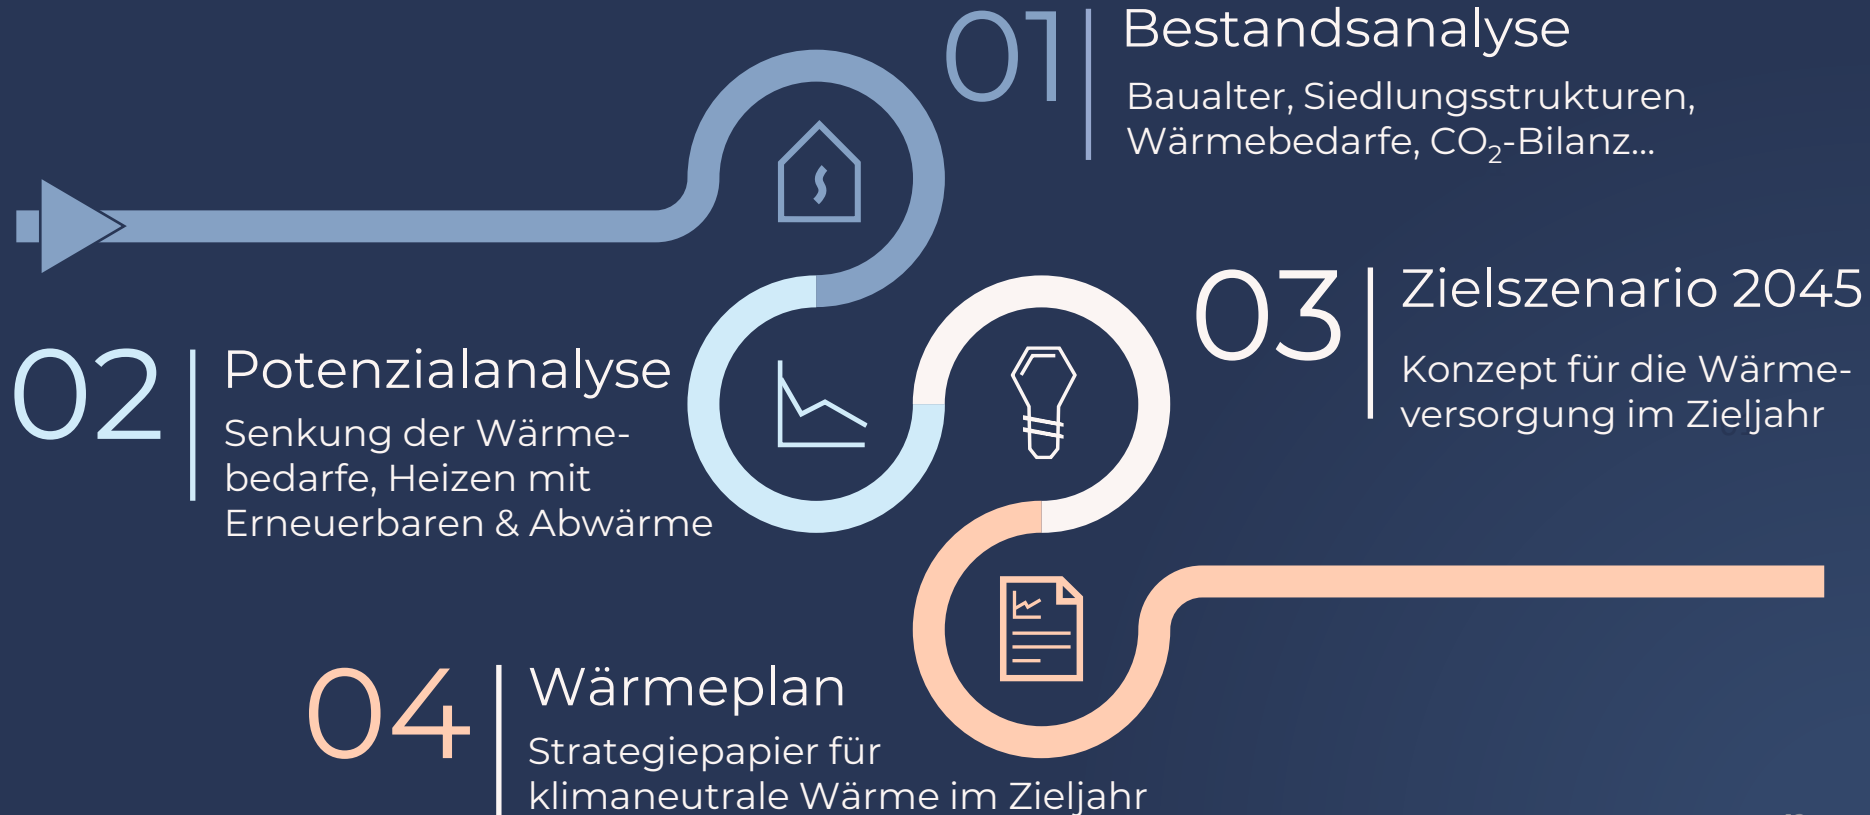 01
Bestandsanalyse
Baualter, Siedlungsstrukturen,
Wärmebedarfe, CO₂-Bilanz...
02
Potenzialanalyse
Senkung der Wärme-
bedarfe, Heizen mit
Erneuerbaren & Abwärme
03
Zielszenario 2045
Konzept für die Wärme-
versorgung im Zieljahr
04
Wärmeplan
Strategiepapier für
klimaneutrale Wärme im Zieljahr